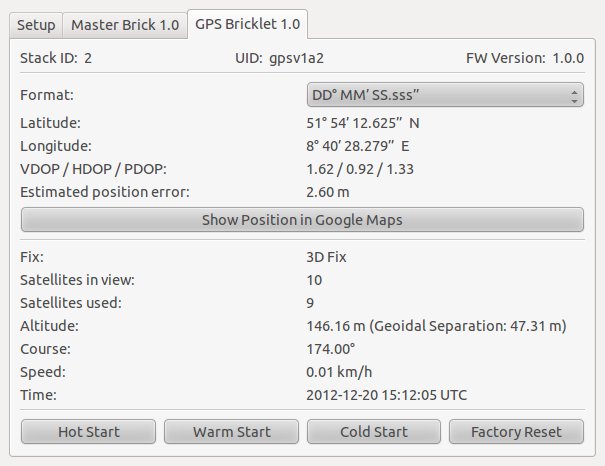 Setup Master Brick 1.0 GPS Bricklet 1.0
Stack ID: 2 UID: gpsv1a2 FW Version: 1.0.0
Format: DD° MM’ SS.sss’’
Latitude: 51° 54’ 12.625’’ N
Longitude: 8° 40’ 28.279’’ E
VDOP / HDOP / PDOP: 1.62 / 0.92 / 1.33
Estimated position error: 2.60 m
Show Position in Google Maps
Fix: 3D Fix
Satellites in view: 10
Satellites used: 9
Altitude: 146.16 m (Geoidal Separation: 47.31 m)
Course: 174.00°
Speed: 0.01 km/h
Time: 2012-12-20 15:12:05 UTC
Hot Start Warm Start Cold Start Factory Reset